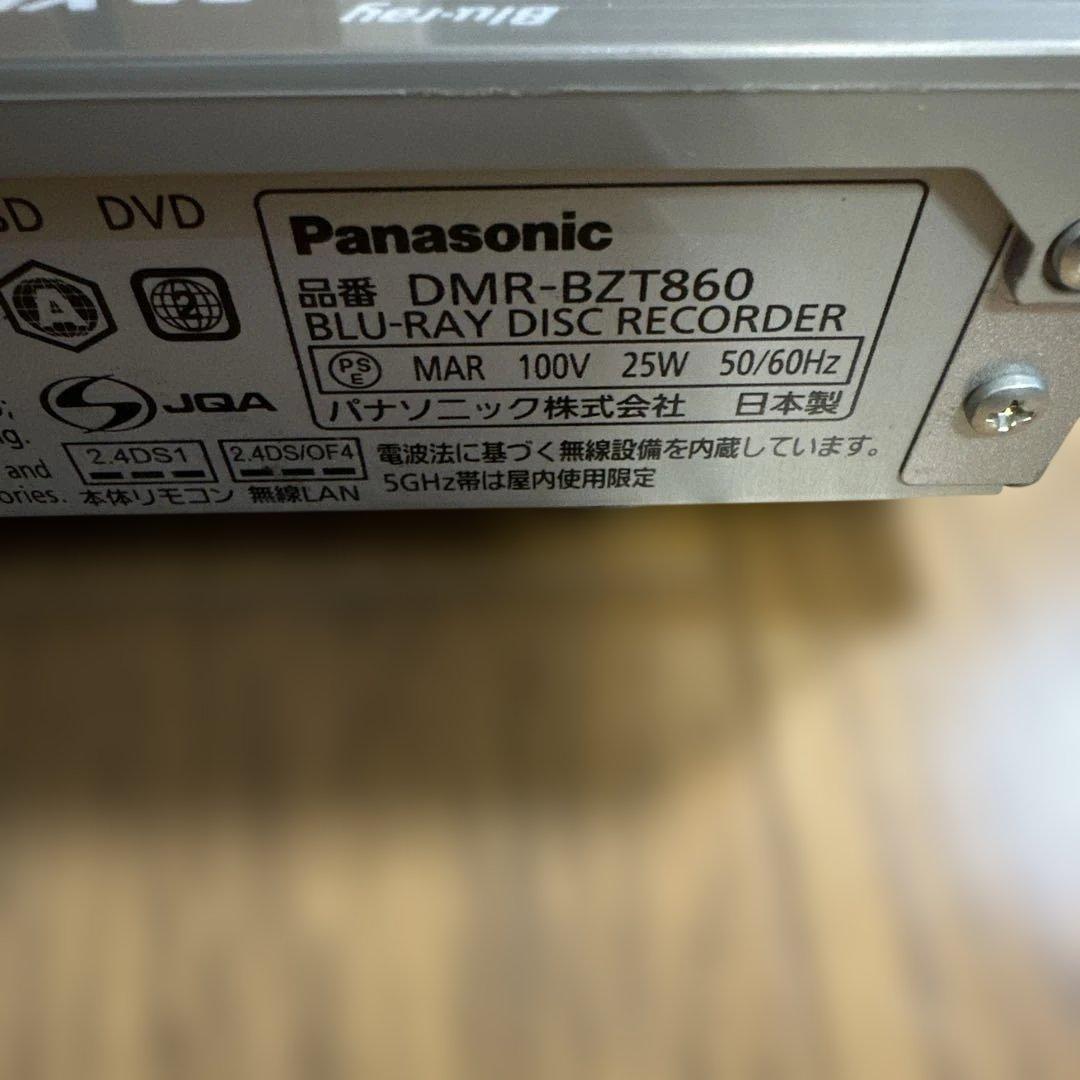 Blu-ray
DVD
Panasonic
品番 DMR-BZT860
BLU-RAY DISC RECORDER
PSE MAR 100V 25W 50/60Hz
パナソニック株式会社 日本製
A
2
JQA
ng.
and
ories.
2.4DS1
2.4DS/OF4
本体リモコン 無線LAN
電波法に基づく無線設備を内蔵しています。
5GHz帯は屋内使用限定